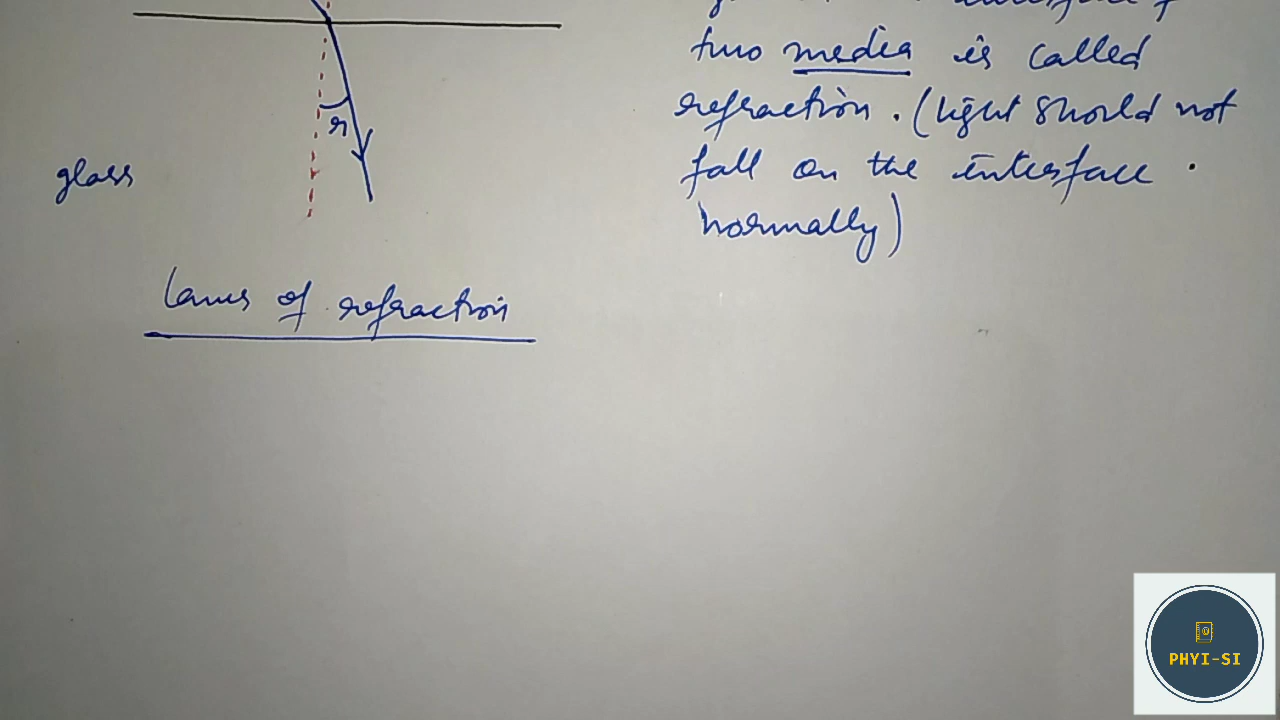 two media is called
refraction. (light should not
fall on the interface.
normally)
r
glass
laws of refraction
PHYI-SI